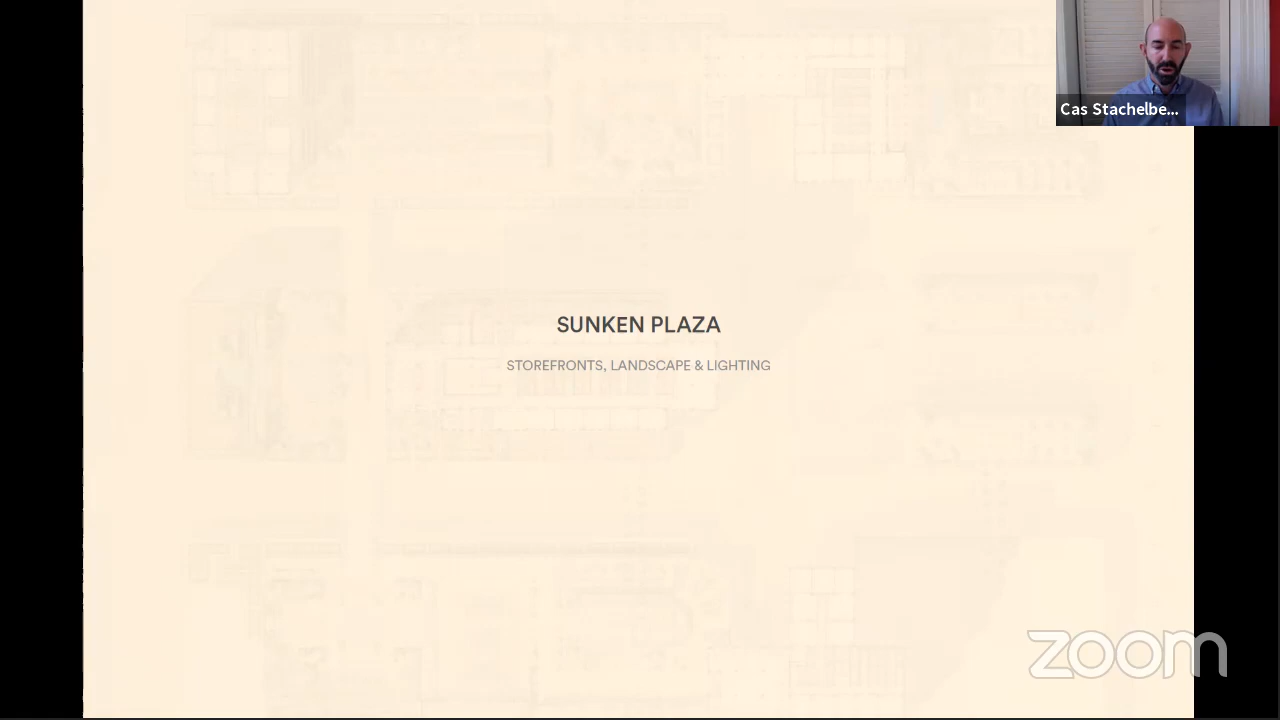 Cas Stachelbe...
SUNKEN PLAZA
STOREFRONTS, LANDSCAPE & LIGHTING
zoom